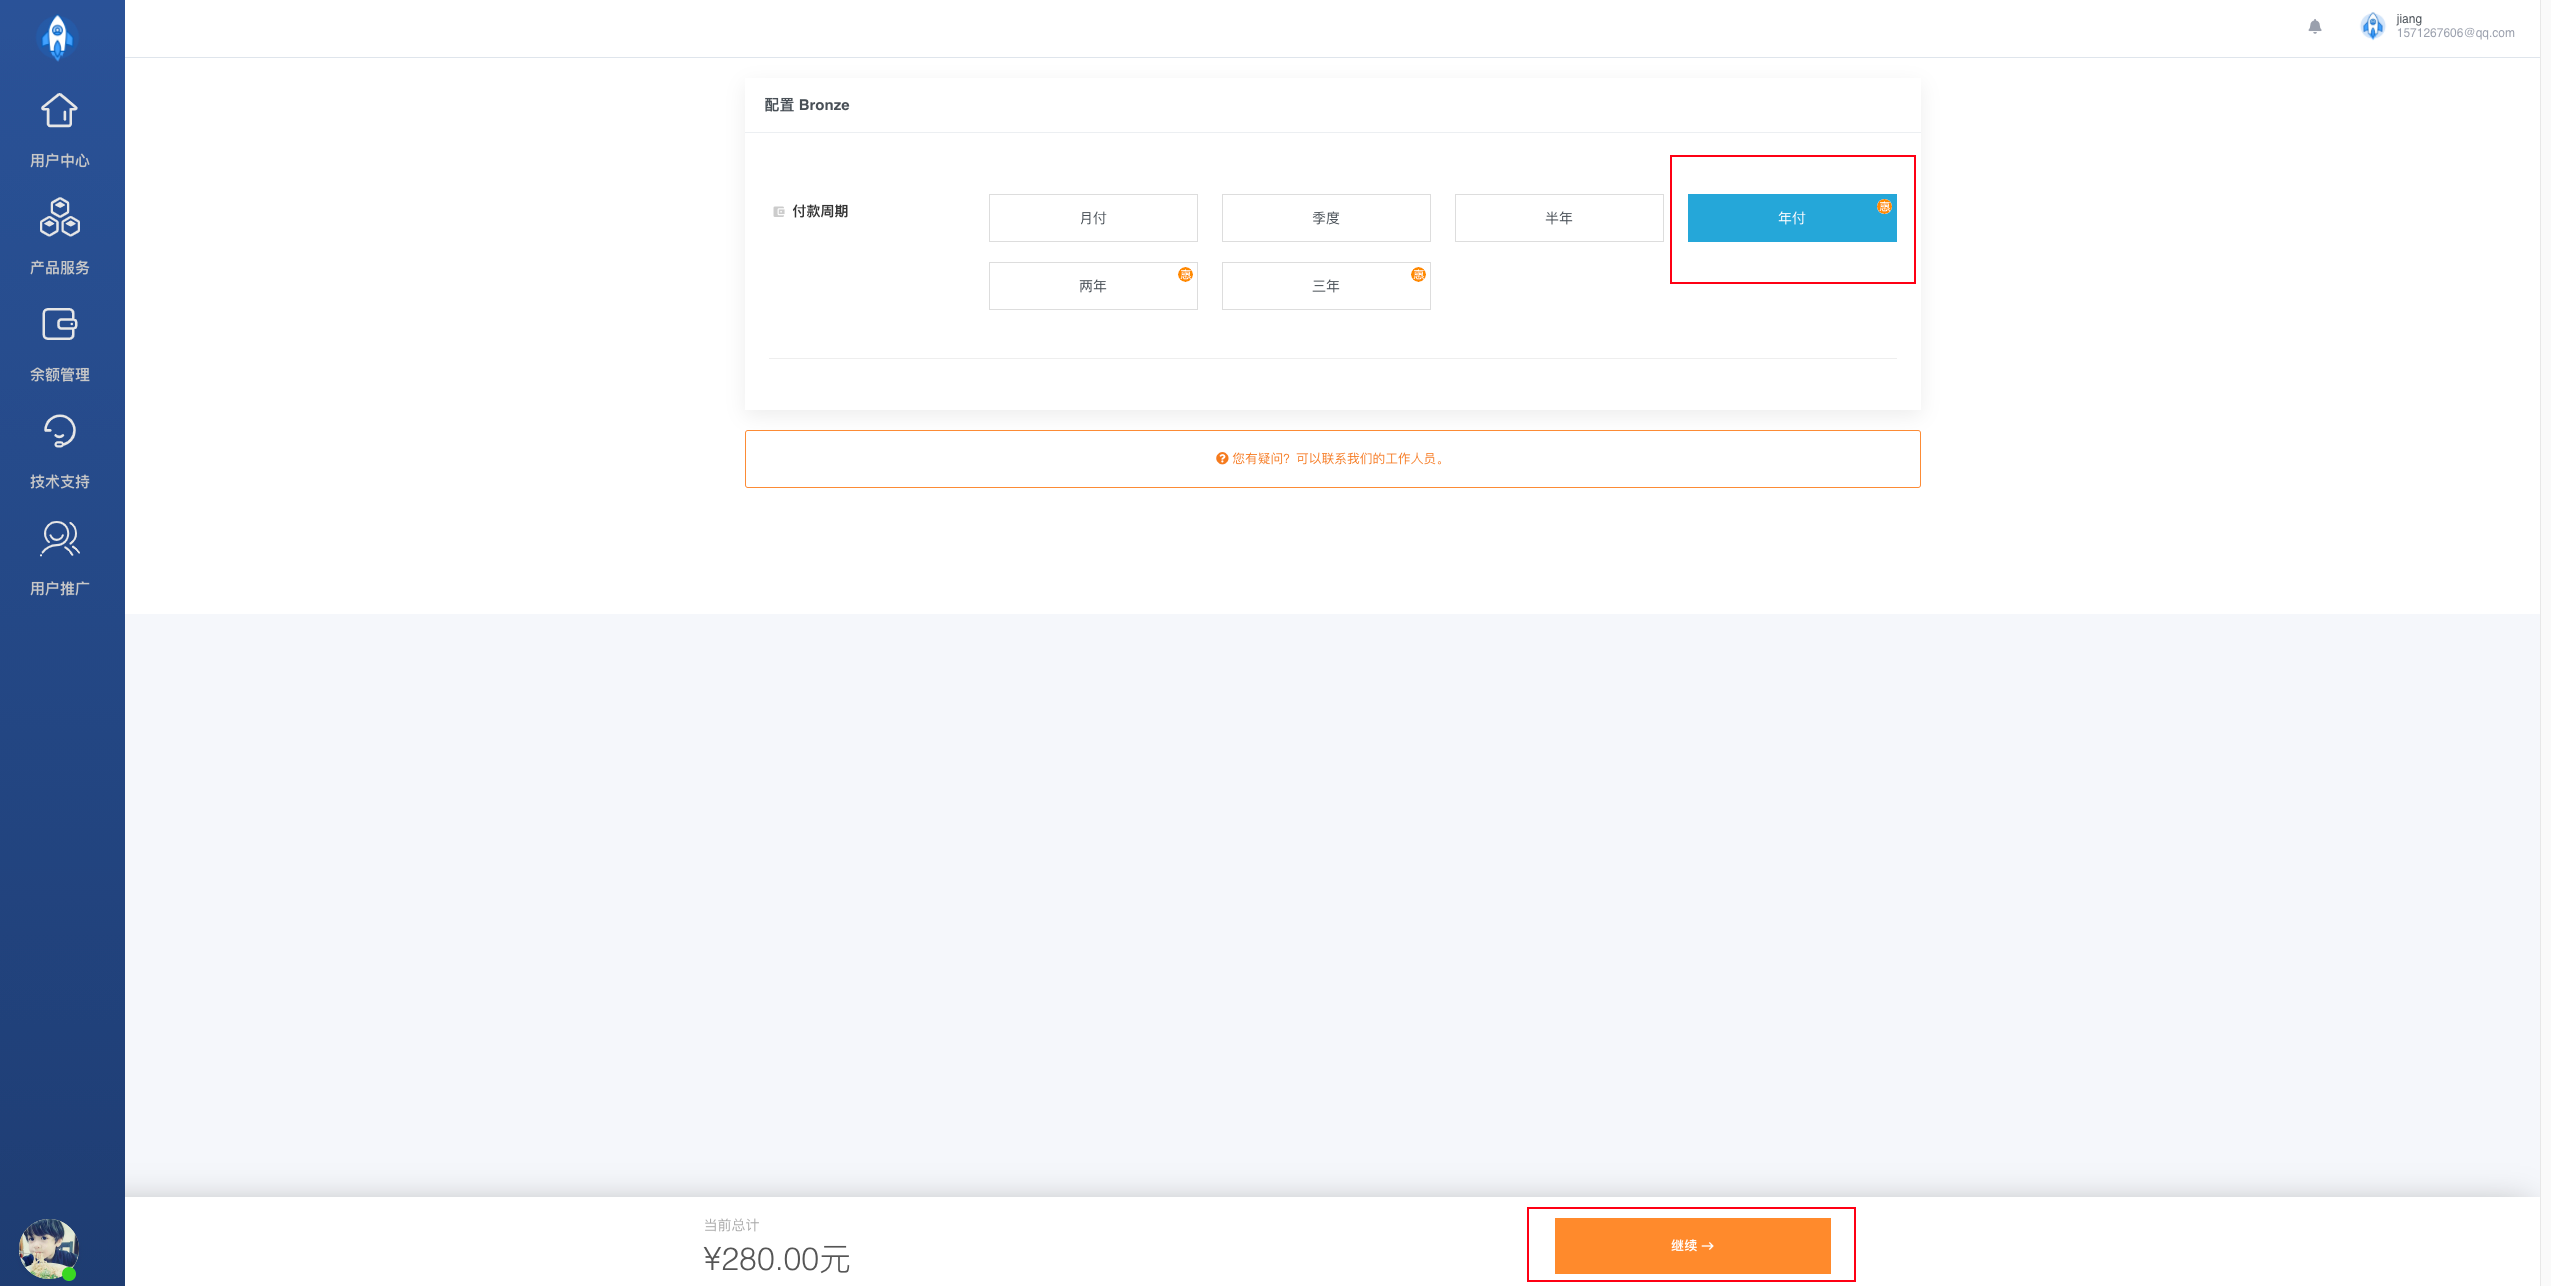 jiang
1571267606@qq.com
用户中心
产品服务
余额管理
技术支持
用户推广
配置 Bronze
付款周期
月付
季度
半年
年付
惠
两年
惠
三年
惠
您有疑问？可以联系我们的工作人员。
当前总计
¥280.00元
继续 →